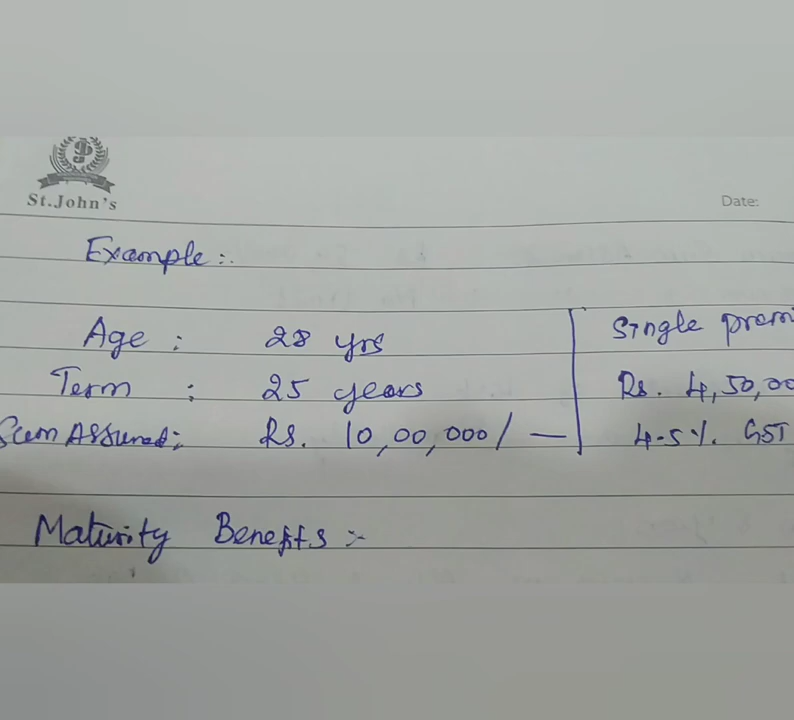 St.John's
Date:
Example :-
Age : 28 yrs
Single premi
Term : 25 years
Rs. 4,50,00
Sum Assured: Rs. 10,00,000/-
4.5%. GST
Maturity Benefits :-